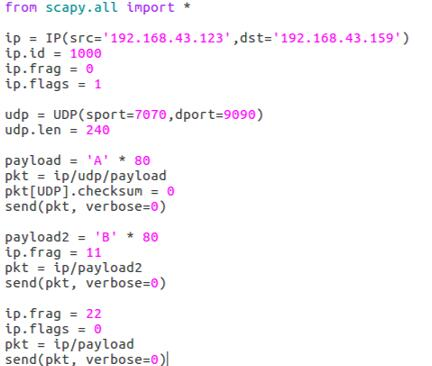 from scapy.all import *
ip = IP(src='192.168.43.123',dst='192.168.43.159')
ip.id = 1000
ip.frag = 0
ip.flags = 1
udp = UDP(sport=7070,dport=9090)
udp.len = 240
payload = 'A' * 80
pkt = ip/udp/payload
pkt[UDP].checksum = 0
send(pkt, verbose=0)
payload2 = 'B' * 80
ip.frag = 11
pkt = ip/payload2
send(pkt, verbose=0)
ip.frag = 22
ip.flags = 0
pkt = ip/payload
send(pkt, verbose=0)